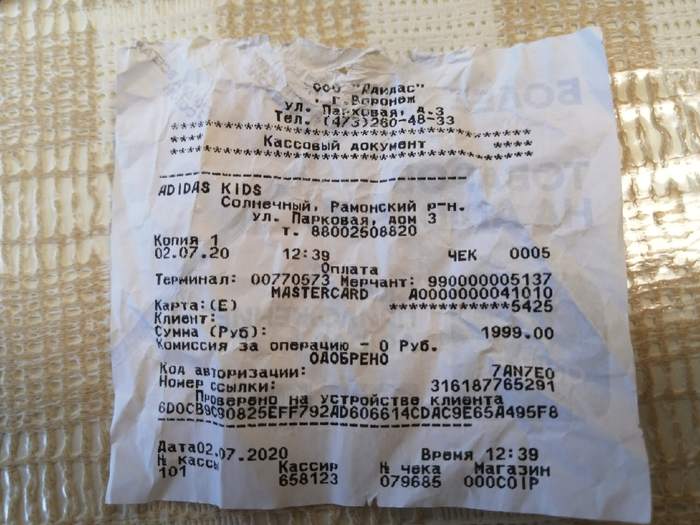 ООО "Адидас"
г. Воронеж
ул. Парковая, д.3
Тел. (473)260-48-33
************************************
**** Кассовый документ ****
************************************
ADIDAS KIDS
Солнечный, Рамонский р-н.
ул. Парковая, дом 3
т. 88002508820
Копия 1
02.07.20 12:39 ЧЕК 0005
Оплата
Терминал: 00770573 Мерчант: 990000005137
MASTERCARD A0000000041010
Карта:(E) ************5425
Клиент:
Сумма (Руб): 1999.00
Комиссия за операцию – 0 Руб.
ОДОБРЕНО
Код авторизации: 7AN7E0
Номер ссылки: 316187765291
Проверено на устройстве клиента
6D0CB9C90825EFF792AD606614CDAC9E65A495F8
Дата02.07.2020 Время 12:39
№ кассы Кассир № чека Магазин
101 658123 079685 000C0IP